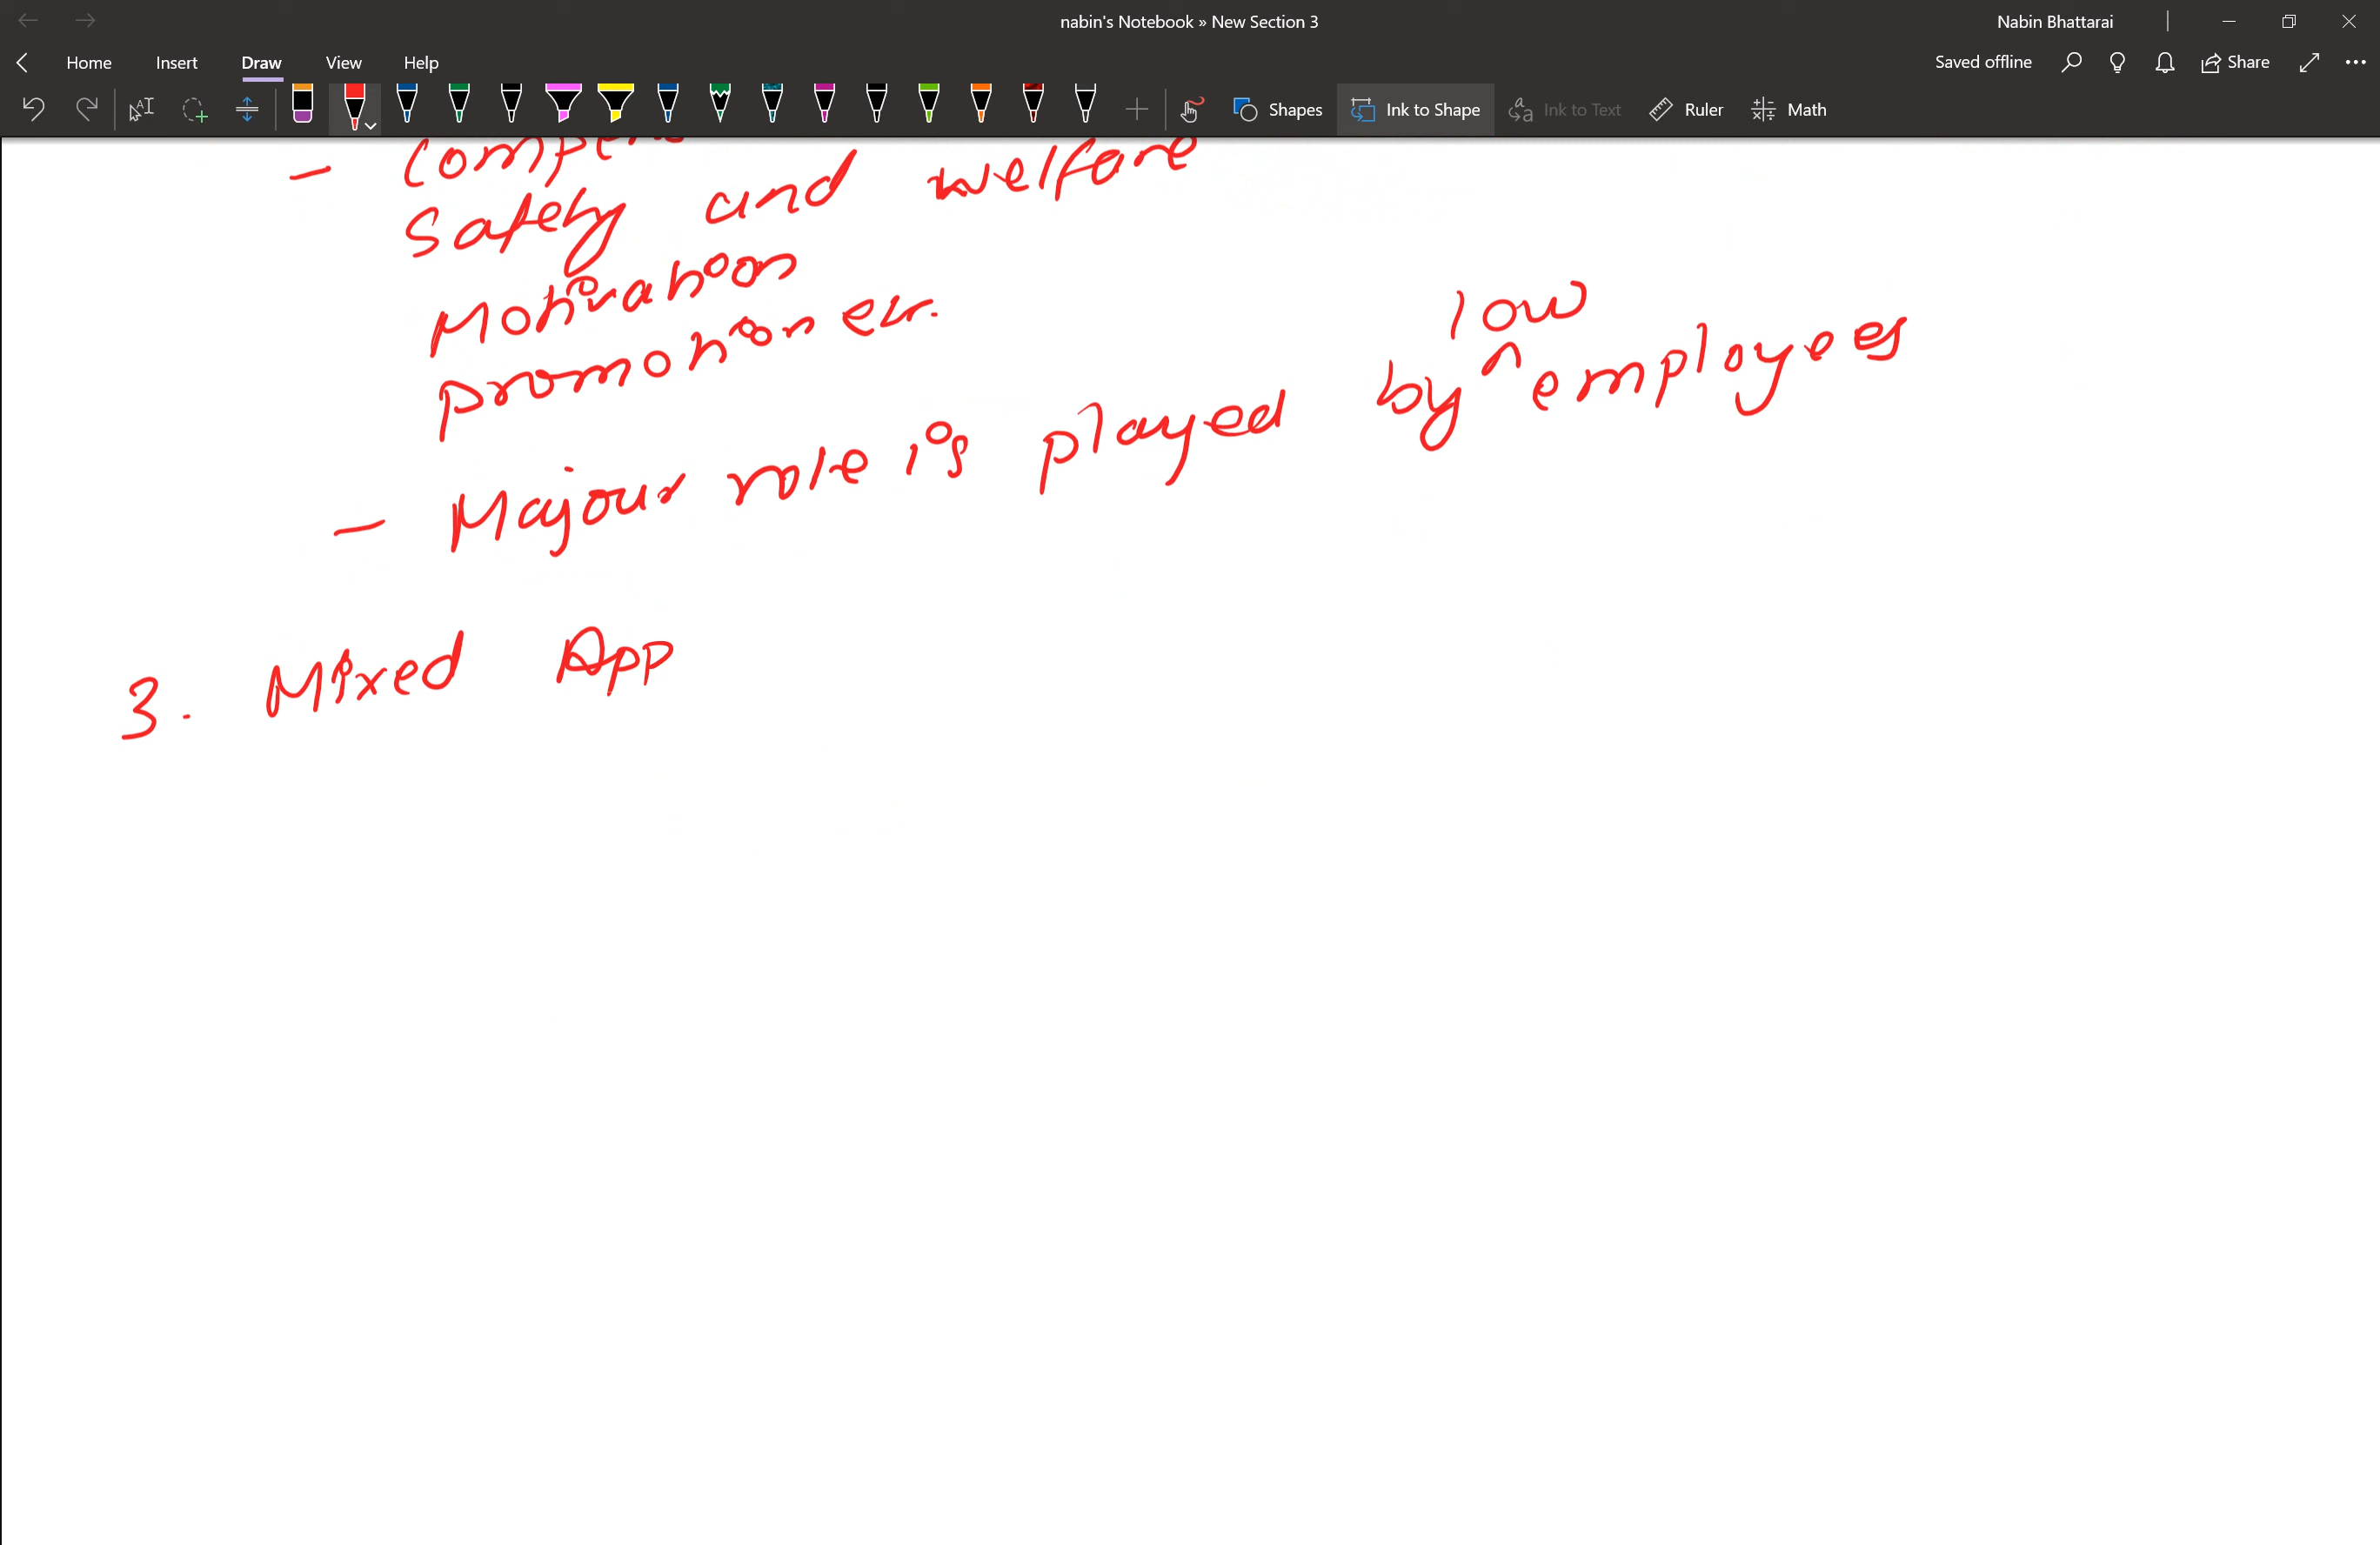 nabin's Notebook » New Section 3
Nabin Bhattarai
Home Insert Draw View Help
Saved offline
Share
Shapes Ink to Shape Ink to Text Ruler Math
-
safety and welfare
Motivation
promotion etc.
low
- Majour role is played by ^ employees
3. Mixed App